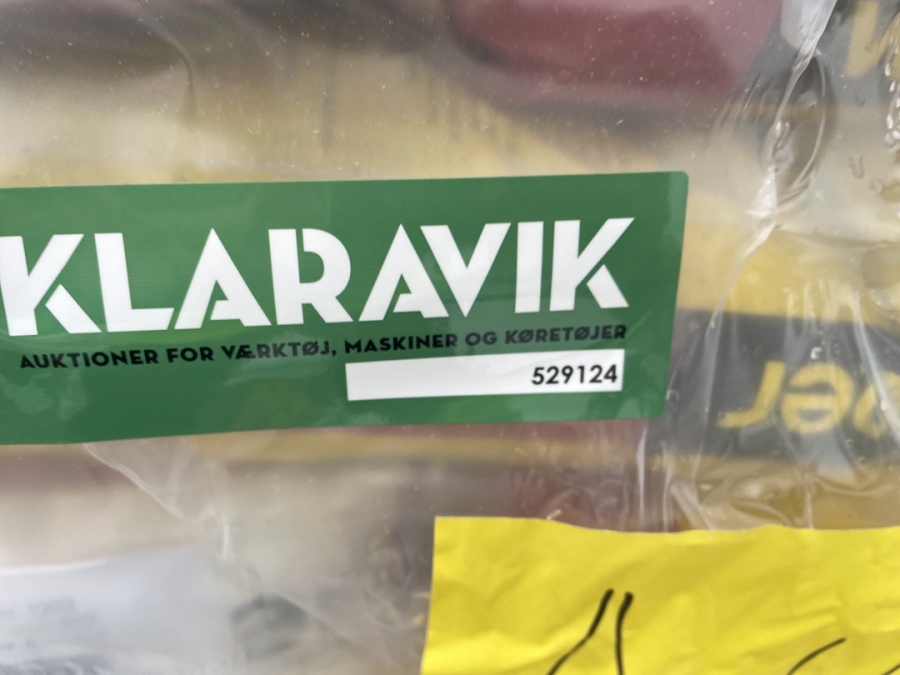 KLARAVIK
AUKTIONER FOR VÆRKTØJ, MASKINER OG KØRETØJER
529124